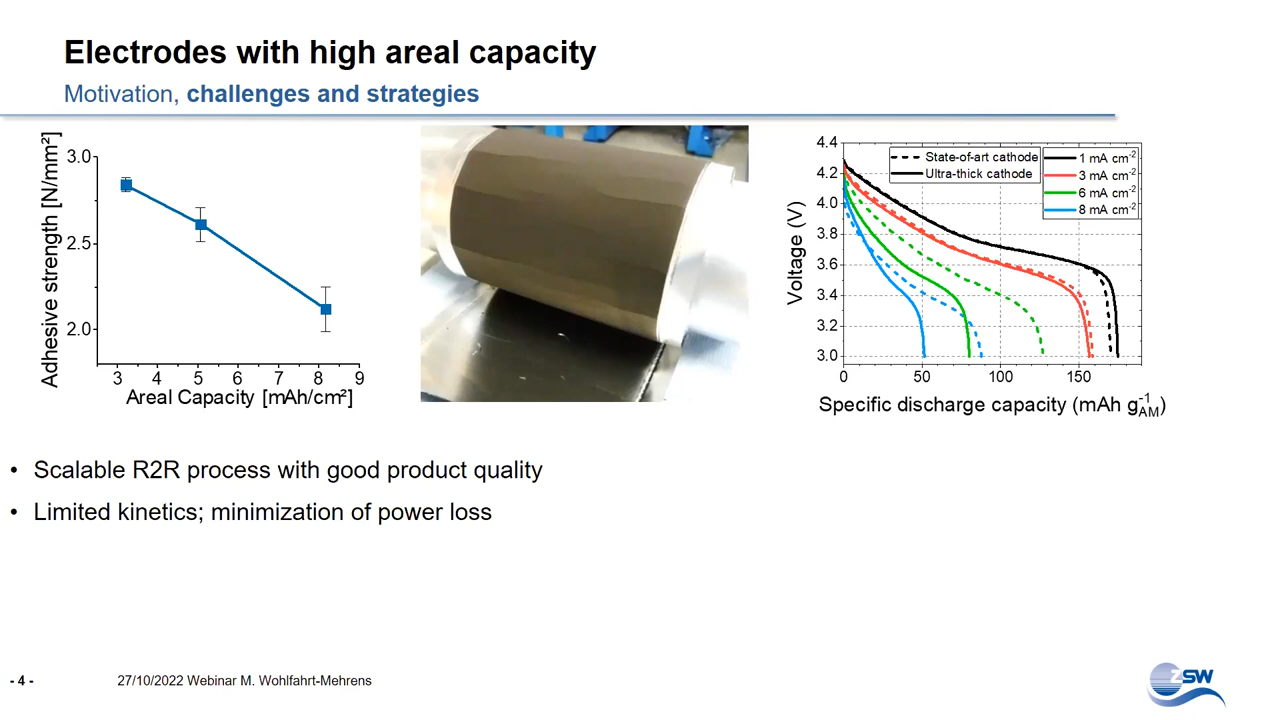 Electrodes with high areal capacity
Motivation, challenges and strategies
Adhesive strength [N/mm²]
3.0
2.5
2.0
3 4 5 6 7 8 9
Areal Capacity [mAh/cm²]
Voltage (V)
4.4
4.2
4.0
3.8
3.6
3.4
3.2
3.0
0 50 100 150
State-of-art cathode
Ultra-thick cathode
1 mA cm⁻²
3 mA cm⁻²
6 mA cm⁻²
8 mA cm⁻²
Specific discharge capacity (mAh g⁻¹AM)
• Scalable R2R process with good product quality
• Limited kinetics; minimization of power loss
- 4 -
27/10/2022 Webinar M. Wohlfahrt-Mehrens
ZSW